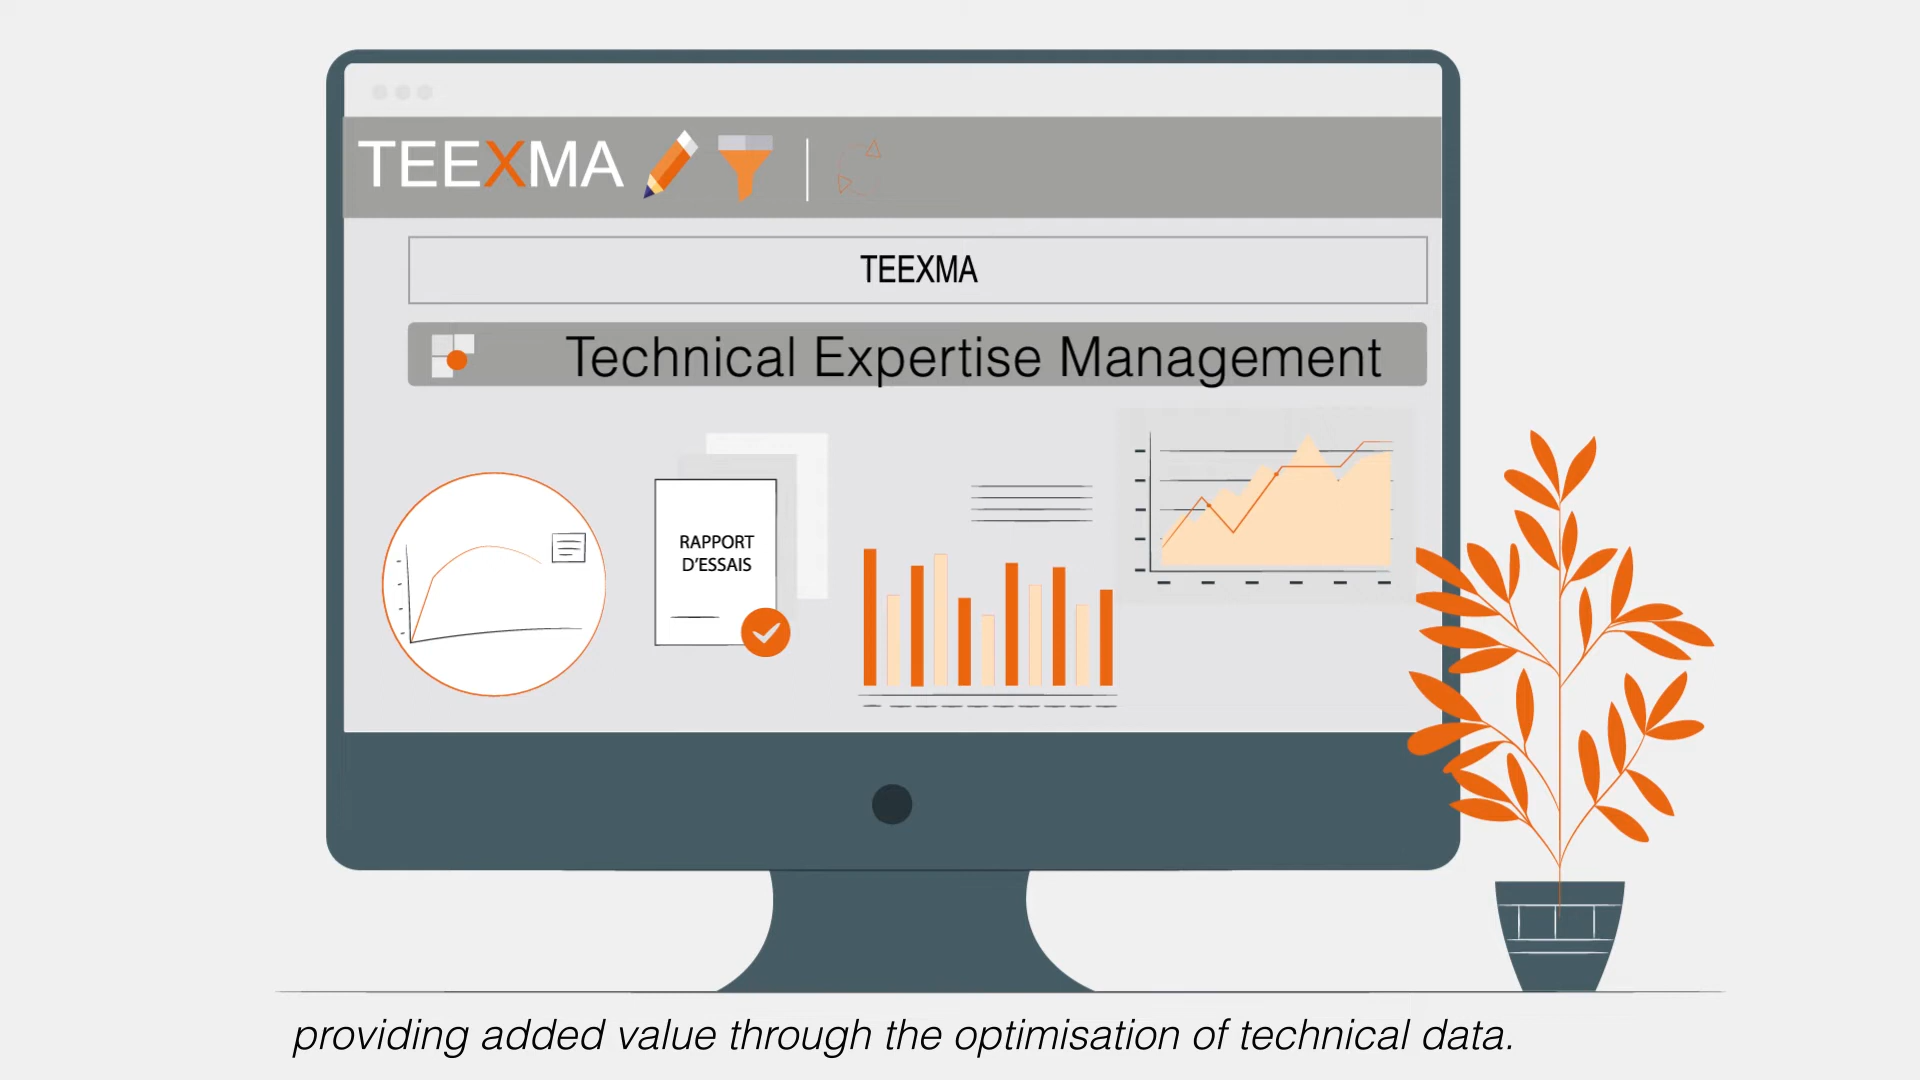 TEEXMA
TEEXMA
Technical Expertise Management
RAPPORT
D'ESSAIS
providing added value through the optimisation of technical data.